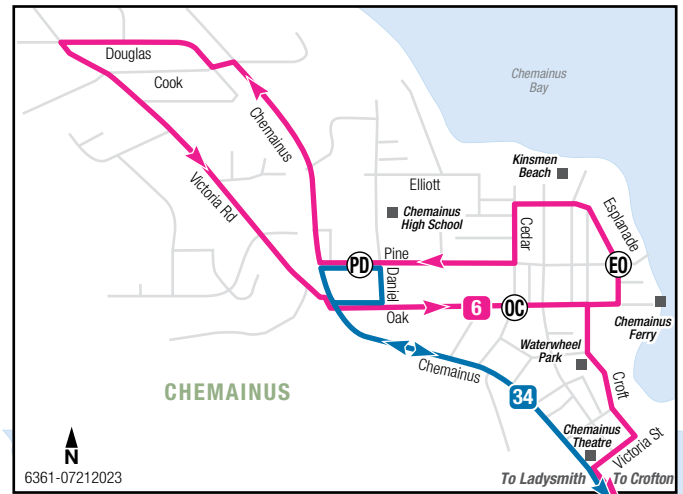 Douglas
Cook
Chemainus
Bay
Chemainus
Kinsmen
Beach
Elliott
Victoria Rd
Chemainus
High School
Cedar
Esplanade
Pine
PD
EO
Daniel
6
OC
Oak
Chemainus
Ferry
Waterwheel
Park
Chemainus
CHEMAINUS
34
Croft
Chemainus
Theatre
Victoria St
N
6361-07212023
To Ladysmith
To Crofton